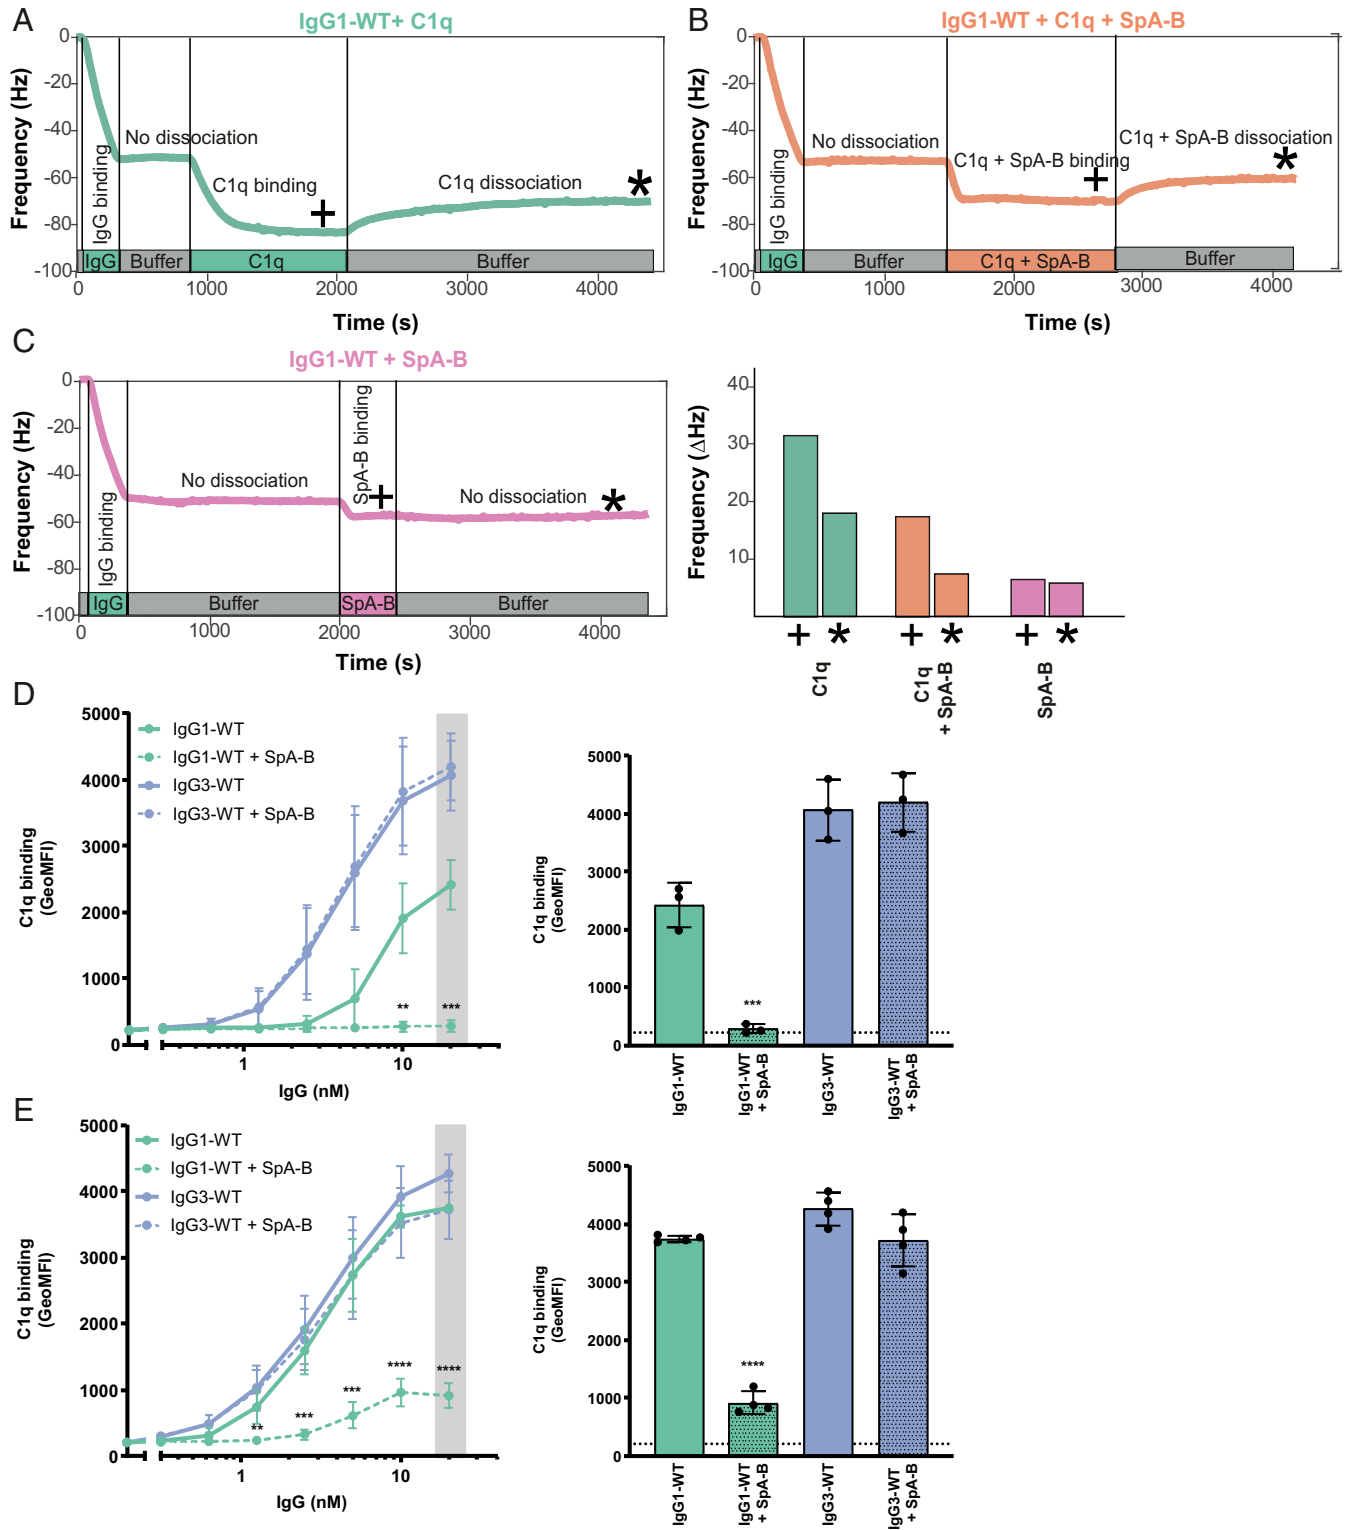 A
IgG1-WT+ C1q
Frequency (Hz)
0
-20
-40
-60
-80
-100
IgG binding
No dissociation
C1q binding
+
C1q dissociation
*
IgG
Buffer
C1q
Buffer
0
1000
2000
3000
4000
Time (s)
B
IgG1-WT + C1q + SpA-B
Frequency (Hz)
0
-20
-40
-60
-80
-100
IgG binding
No dissociation
C1q + SpA-B binding
+
C1q + SpA-B dissociation
*
IgG
Buffer
C1q + SpA-B
Buffer
0
1000
2000
3000
4000
Time (s)
C
IgG1-WT + SpA-B
Frequency (Hz)
0
-20
-40
-60
-80
-100
IgG binding
No dissociation
SpA-B binding
+
No dissociation
*
IgG
Buffer
SpA-B
Buffer
0
1000
2000
3000
4000
Time (s)
Frequency (ΔHz)
40
30
20
10
+ * + * + *
C1q
C1q
+ SpA-B
SpA-B
D
C1q binding
(GeoMFI)
5000
4000
3000
2000
1000
0
IgG1-WT
IgG1-WT + SpA-B
IgG3-WT
IgG3-WT + SpA-B
**
***
1
10
IgG (nM)
C1q binding
(GeoMFI)
5000
4000
3000
2000
1000
0
***
IgG1-WT
IgG1-WT
+ SpA-B
IgG3-WT
IgG3-WT
+ SpA-B
E
C1q binding
(GeoMFI)
5000
4000
3000
2000
1000
0
IgG1-WT
IgG1-WT + SpA-B
IgG3-WT
IgG3-WT + SpA-B
**
***
***
****
****
1
10
IgG (nM)
C1q binding
(GeoMFI)
5000
4000
3000
2000
1000
0
****
IgG1-WT
IgG1-WT
+ SpA-B
IgG3-WT
IgG3-WT
+ SpA-B